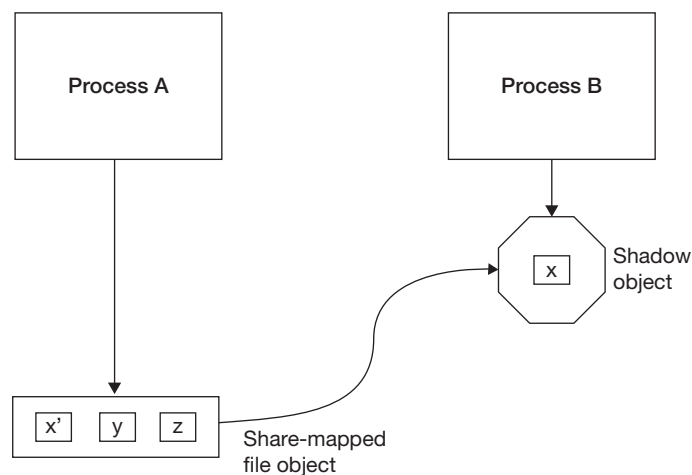 Process A
Process B
x
Shadow
object
x’
y
z
Share-mapped
file object